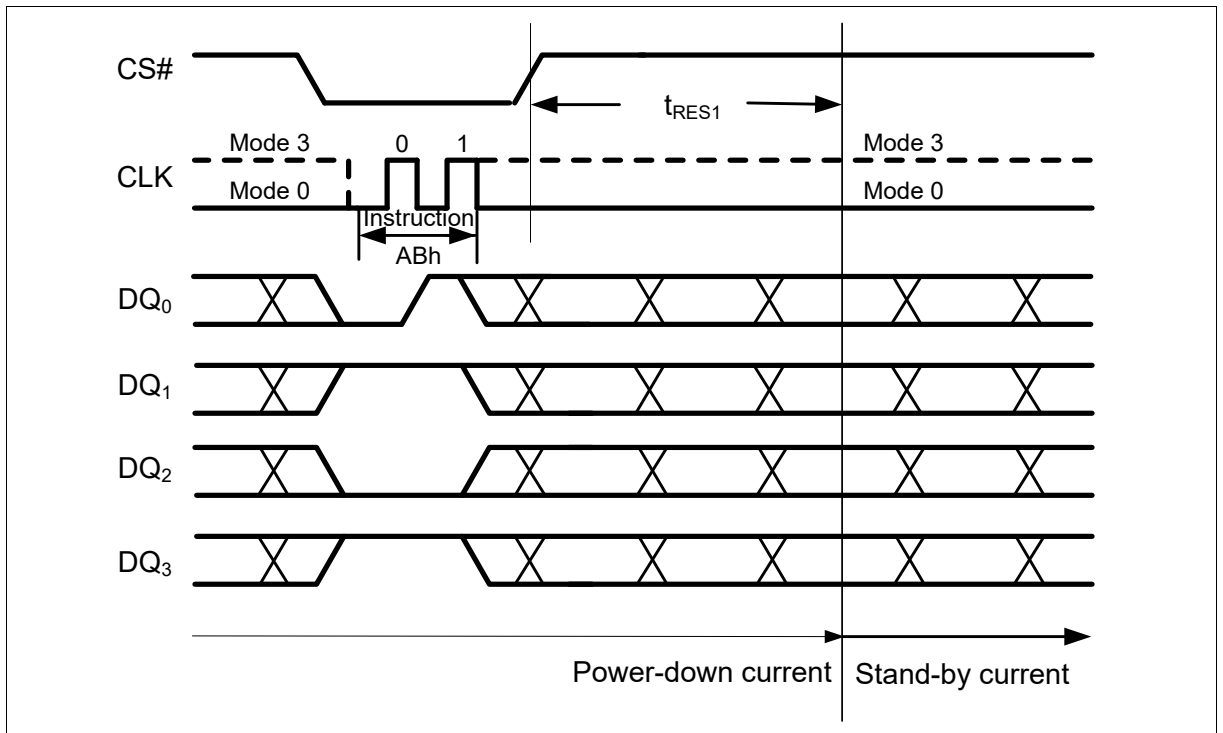 CS#
tRES1
Mode 3 0 1 Mode 3
CLK
Mode 0 Mode 0
Instruction
ABh
DQ0
DQ1
DQ2
DQ3
Power-down current Stand-by current